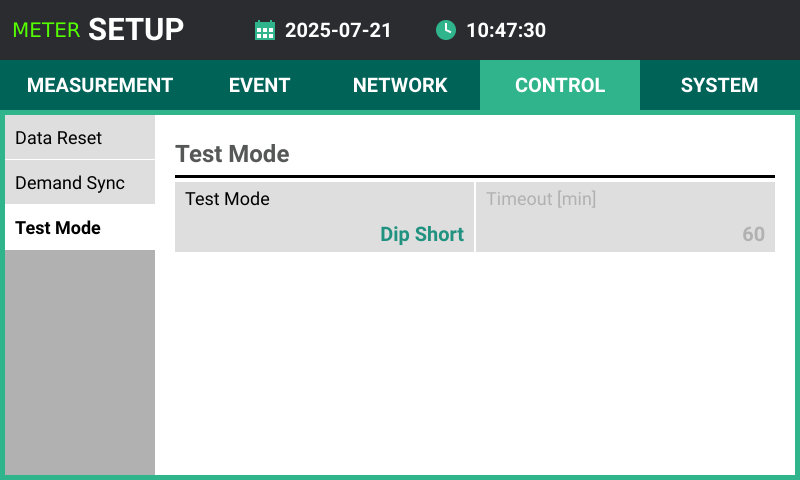 METER SETUP 2025-07-21 10:47:30
MEASUREMENT EVENT NETWORK CONTROL SYSTEM
Data Reset
Demand Sync
Test Mode
Test Mode
Test Mode Timeout [min]
Dip Short 60